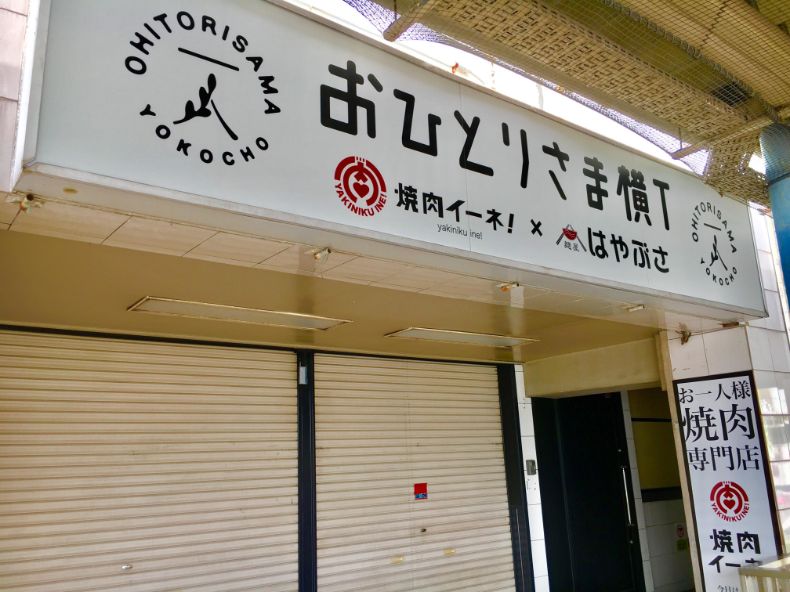 OHITORISAMA
YOKOCHO
おひとりさま横丁
YAKINIKU INE!
焼肉イーネ!
yakiniku ine!
×
麺屋
はやぶさ
OHITORISAMA
YOKOCHO
お一人様
焼肉
専門店
YAKINIKU INE!
焼肉
イーネ